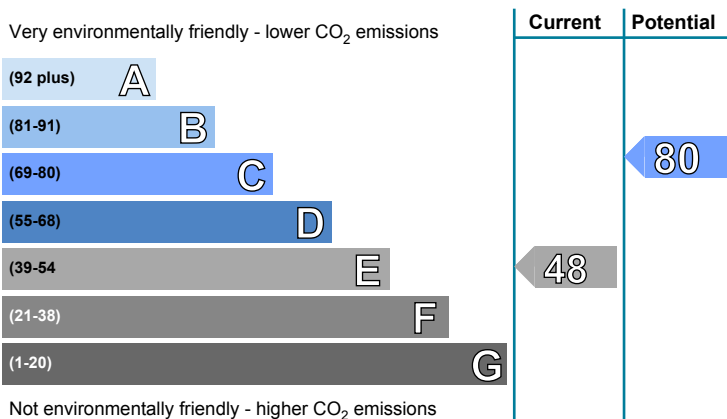 Current Potential
Very environmentally friendly - lower CO2 emissions
(92 plus) A
(81-91) B
(69-80) C
80
(55-68) D
(39-54 E
48
(21-38) F
(1-20) G
Not environmentally friendly - higher CO2 emissions